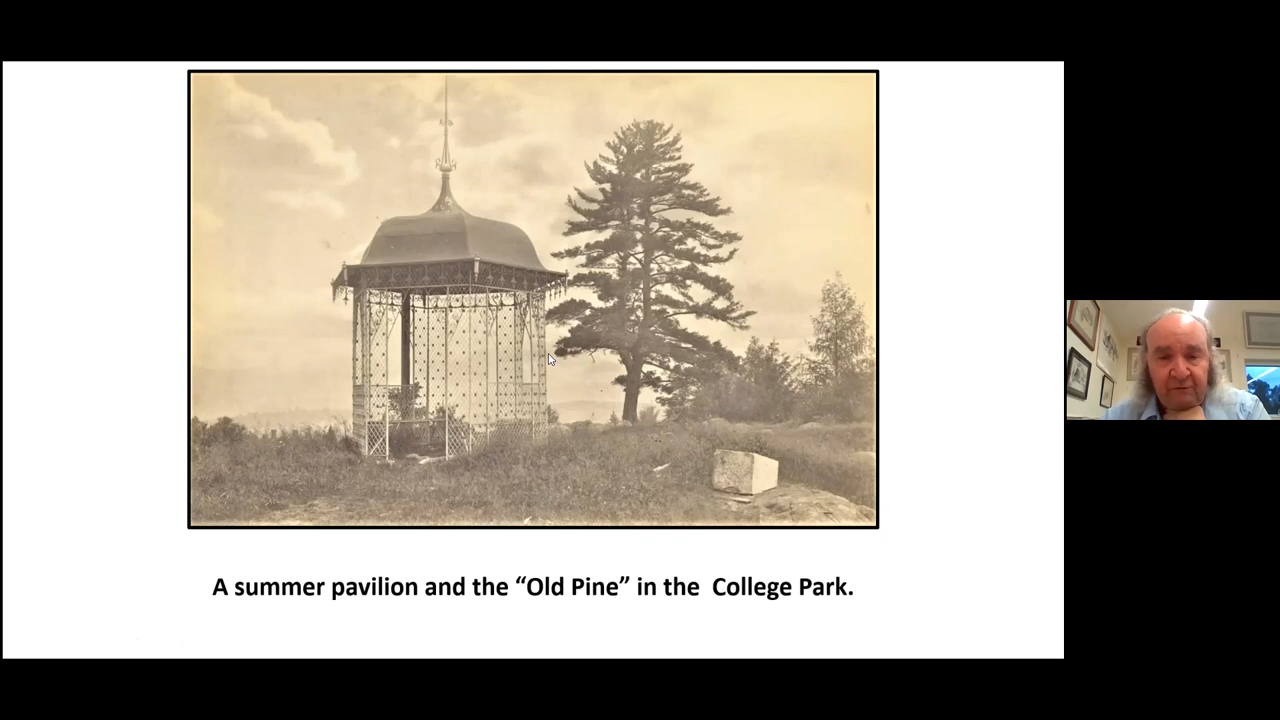 A summer pavilion and the “Old Pine” in the  College Park.